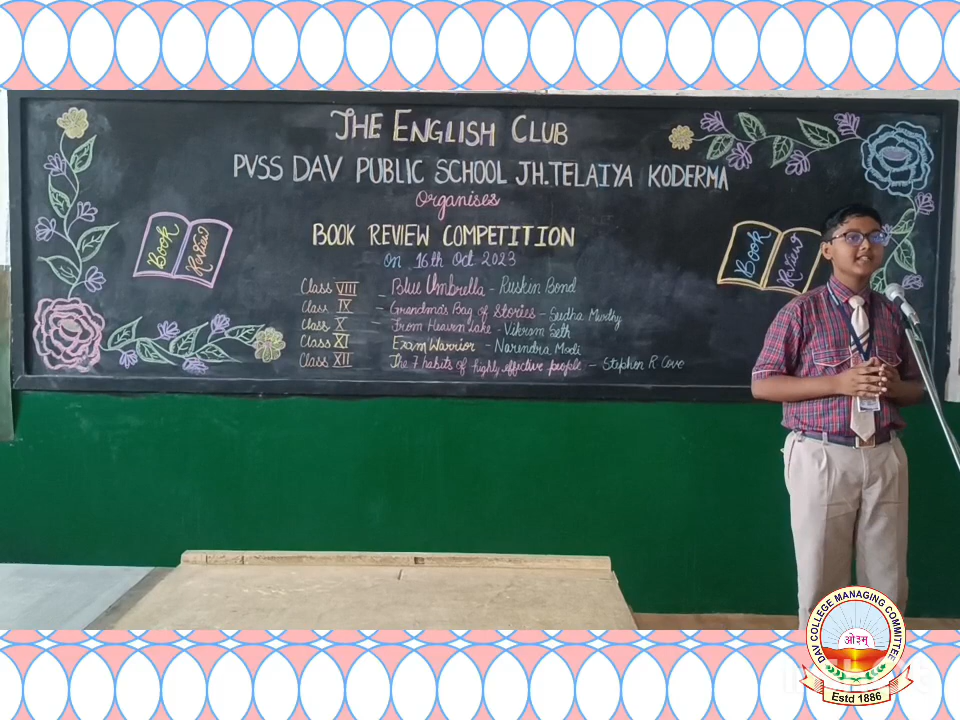 THE ENGLISH CLUB
PVSS DAV PUBLIC SCHOOL JH.TELAIYA KODERMA
Organises
BOOK REVIEW COMPETITION
On 16th Oct 2023
Book
Review
Book
Review
Class VIII - Blue Umbrella - Ruskin Bond
Class IX - Grandma's Bag of Stories - Seedha Murthy
Class X - From Heaven Lake - Vikram Seth
Class XI - Exam Warrior - Narendra Modi
Class XII - The 7 habits of highly effective people - Stephen R Cove
DAV COLLEGE MANAGING COMMITTEE
ओ३म्
Estd 1886